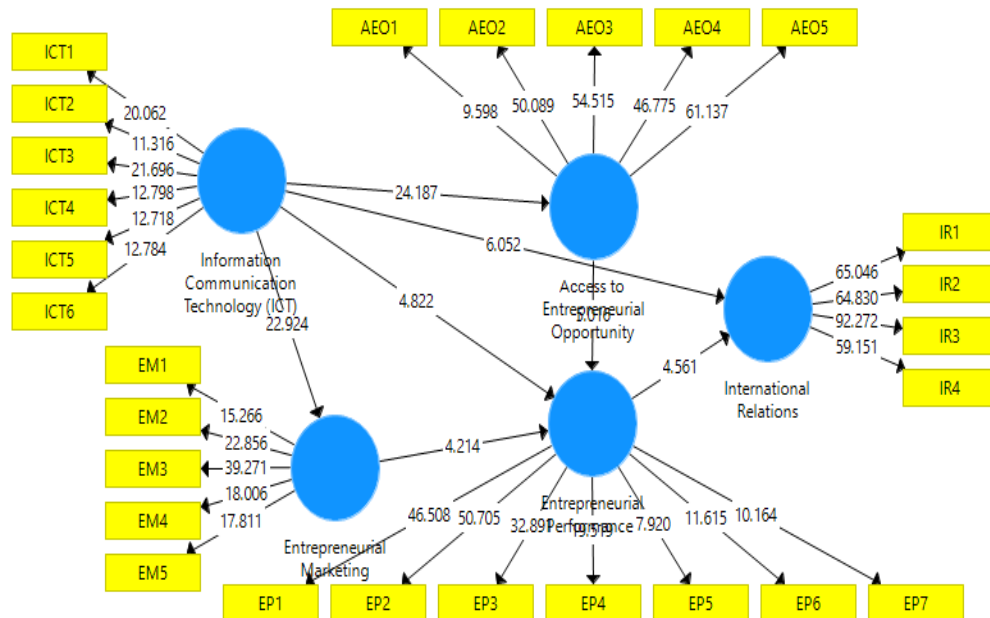 AEO1 AEO2 AEO3 AEO4 AEO5
ICT1
ICT2
ICT3
ICT4
ICT5
ICT6
20.062
11.316
21.696
12.798
12.718
12.784
9.598 50.089 54.515 46.775 61.137
24.187
6.052
4.822
22.924
Information
Communication
Technology (ICT)
Access to
Entrepreneurial
Opportunity
IR1
IR2
IR3
IR4
65.046
64.830
92.272
59.151
4.561
International
Relations
EM1
EM2
EM3
EM4
EM5
15.266
22.856
39.271
18.006
17.811
4.214
Entrepreneurial
Marketing
Entrepreneurial
Performance
46.508 50.705 32.891 7.920 11.615 10.164
EP1 EP2 EP3 EP4 EP5 EP6 EP7